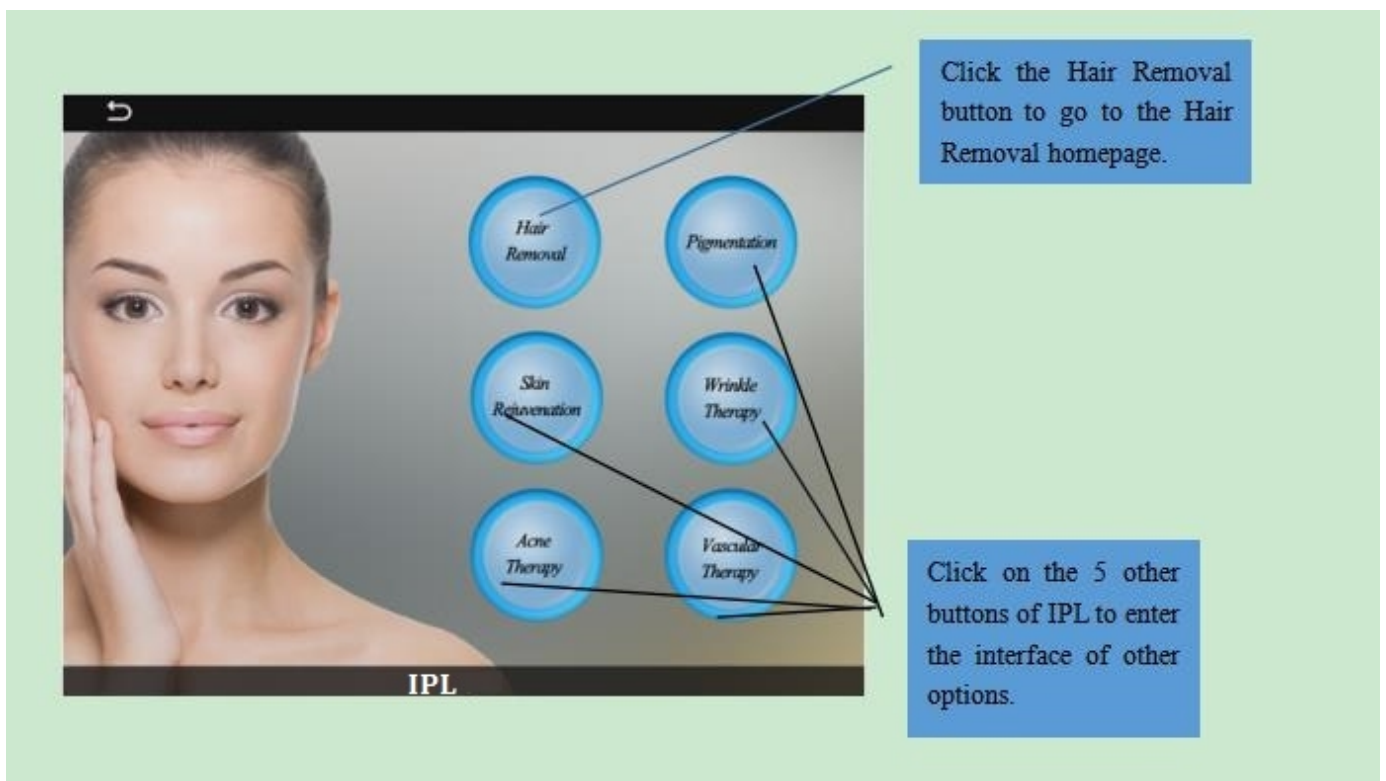 Click the Hair Removal
button to go to the Hair
Removal homepage.
Hair
Removal
Pigmentation
Skin
Rejuvenation
Wrinkle
Therapy
Acne
Therapy
Vascular
Therapy
Click on the 5 other
buttons of IPL to enter
the interface of other
options.
IPL